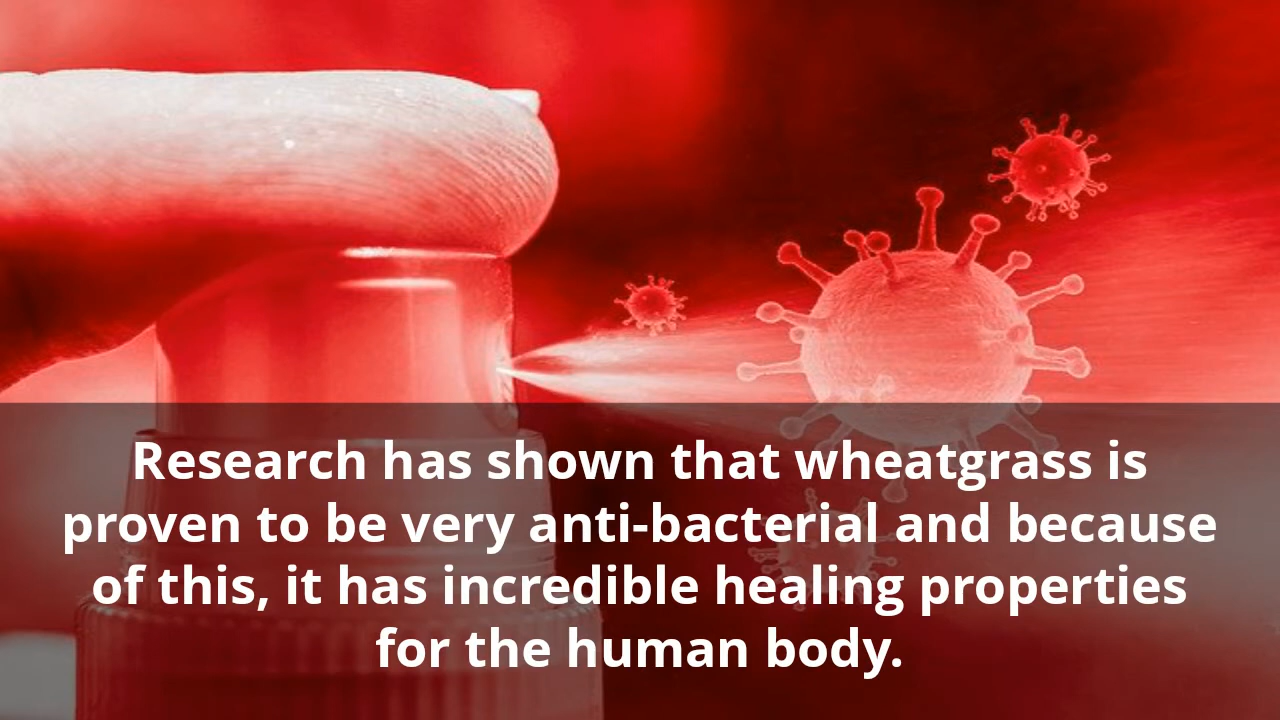 Research has shown that wheatgrass is
proven to be very anti-bacterial and because
of this, it has incredible healing properties
for the human body.